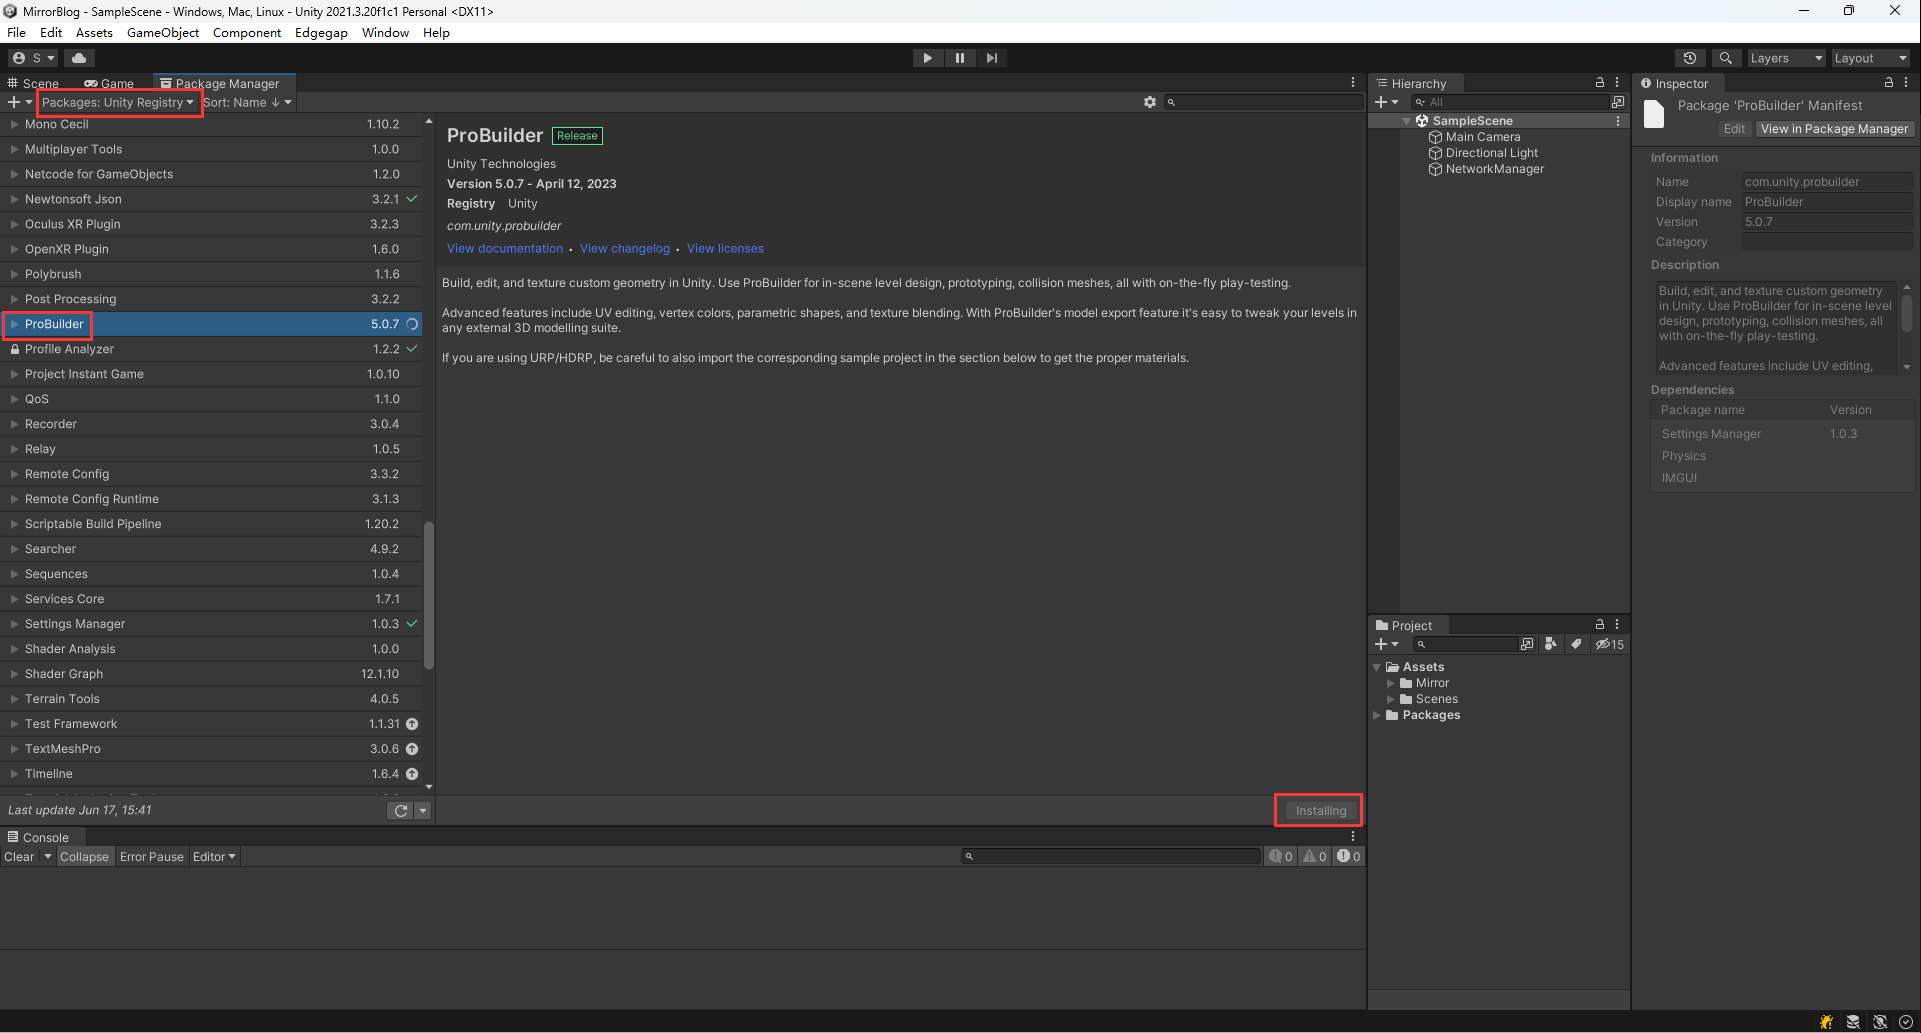 MirrorBlog - SampleScene - Windows, Mac, Linux - Unity 2021.3.20f1c1 Personal <DX11>
File Edit Assets GameObject Component Edgegap Window Help
S
Layers
Layout
Scene
Game
Package Manager
Packages: Unity Registry
Sort: Name ↓
Mono Cecil 1.10.2
Multiplayer Tools 1.0.0
Netcode for GameObjects 1.2.0
Newtonsoft Json 3.2.1
Oculus XR Plugin 3.2.3
OpenXR Plugin 1.6.0
Polybrush 1.1.6
Post Processing 3.2.2
ProBuilder 5.0.7
Profile Analyzer 1.2.2
Project Instant Game 1.0.10
QoS 1.1.0
Recorder 3.0.4
Relay 1.0.5
Remote Config 3.3.2
Remote Config Runtime 3.1.3
Scriptable Build Pipeline 1.20.2
Searcher 4.9.2
Sequences 1.0.4
Services Core 1.7.1
Settings Manager 1.0.3
Shader Analysis 1.0.0
Shader Graph 12.1.10
Terrain Tools 4.0.5
Test Framework 1.1.31
TextMeshPro 3.0.6
Timeline 1.6.4
Last update Jun 17, 15:41
ProBuilder Release
Unity Technologies
Version 5.0.7 - April 12, 2023
Registry Unity
com.unity.probuilder
View documentation • View changelog • View licenses
Build, edit, and texture custom geometry in Unity. Use ProBuilder for in-scene level design, prototyping, collision meshes, all with on-the-fly play-testing.
Advanced features include UV editing, vertex colors, parametric shapes, and texture blending. With ProBuilder's model export feature it's easy to tweak your levels in
any external 3D modelling suite.
If you are using URP/HDRP, be careful to also import the corresponding sample project in the section below to get the proper materials.
Installing
Console
Clear Collapse Error Pause Editor
0 0 0
Hierarchy
All
SampleScene
Main Camera
Directional Light
NetworkManager
Project
15
Assets
Mirror
Scenes
Packages
Inspector
Package 'ProBuilder' Manifest
Edit View in Package Manager
Information
Name com.unity.probuilder
Display name ProBuilder
Version 5.0.7
Category
Description
Build, edit, and texture custom geometry
in Unity. Use ProBuilder for in-scene level
design, prototyping, collision meshes, all
with on-the-fly play-testing.
Advanced features include UV editing,
Dependencies
Package name Version
Settings Manager 1.0.3
Physics
IMGUI